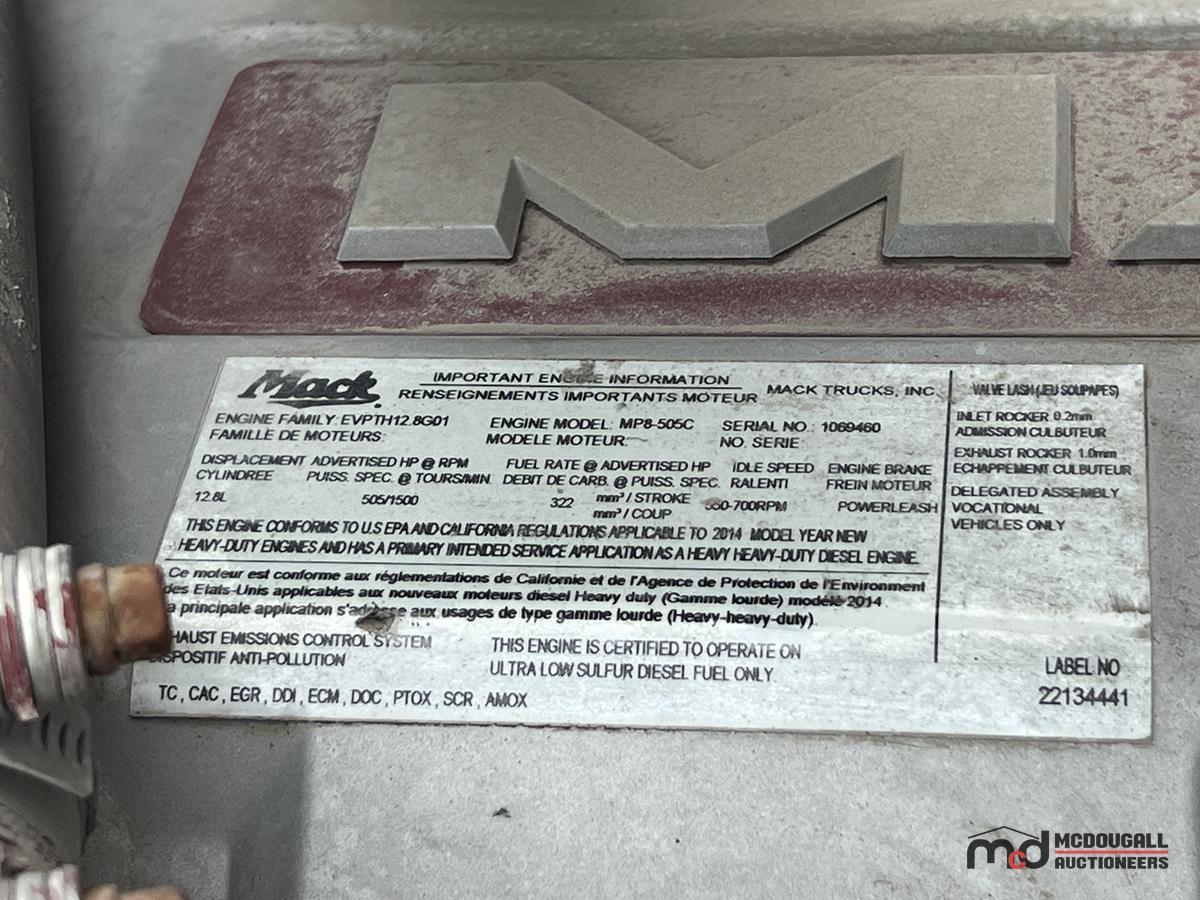 M
Mack
IMPORTANT ENGINE INFORMATION
RENSEIGNEMENTS IMPORTANTS MOTEUR
MACK TRUCKS, INC.
ENGINE FAMILY: EVPTH12.8G01
FAMILLE DE MOTEURS:
ENGINE MODEL: MP8-505C
MODELE MOTEUR:
SERIAL NO.: 1069460
NO. SERIE
DISPLACEMENT ADVERTISED HP @ RPM FUEL RATE @ ADVERTISED HP IDLE SPEED ENGINE BRAKE
CYLINDREE PUISS. SPEC. @ TOURS/MIN. DEBIT DE CARB. @ PUISS. SPEC. RALENTI FREIN MOTEUR
12.8L 505/1500 322 mm³ / STROKE POWERLEASH
mm³ / COUP
THIS ENGINE CONFORMS TO U.S EPA AND CALIFORNIA REGULATIONS APPLICABLE TO 2014 MODEL YEAR NEW
HEAVY-DUTY ENGINES AND HAS A PRIMARY INTENDED SERVICE APPLICATION AS A HEAVY HEAVY-DUTY DIESEL ENGINE.
Ce moteur est conforme aux réglementations de Californie et de l'Agence de Protection de l'Environment
des Etats-Unis applicables aux nouveaux moteurs diesel Heavy duty (Gamme lourde) modèle 2014
principale application s'adresse aux usages de type gamme lourde (Heavy-heavy-duty).
EMISSIONS CONTROL SYSTEM
ANTI-POLLUTION
TC, CAC, EGR, DDI, ECM, DOC, PTOX, SCR, AMOX
THIS ENGINE IS CERTIFIED TO OPERATE ON
ULTRA LOW SULFUR DIESEL FUEL ONLY
VALVE LASH (JEU SOUPAPES)
INLET ROCKER 0.2mm
ADMISSION CULBUTEUR
EXHAUST ROCKER 1.0mm
ECHAPPEMENT CULBUTEUR
DELEGATED ASSEMBLY
VOCATIONAL
VEHICLES ONLY
LABEL NO
22134441
mcd MCDOUGALL
AUCTIONEERS